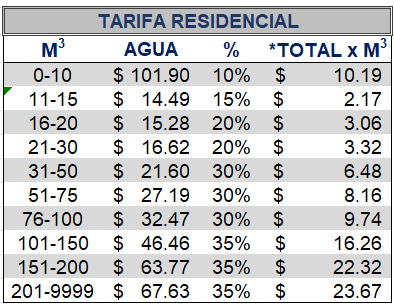 TARIFA RESIDENCIAL
M³ AGUA % *TOTAL x M³
0-10 $ 101.90 10% $ 10.19
11-15 $ 14.49 15% $ 2.17
16-20 $ 15.28 20% $ 3.06
21-30 $ 16.62 20% $ 3.32
31-50 $ 21.60 30% $ 6.48
51-75 $ 27.19 30% $ 8.16
76-100 $ 32.47 30% $ 9.74
101-150 $ 46.46 35% $ 16.26
151-200 $ 63.77 35% $ 22.32
201-9999 $ 67.63 35% $ 23.67